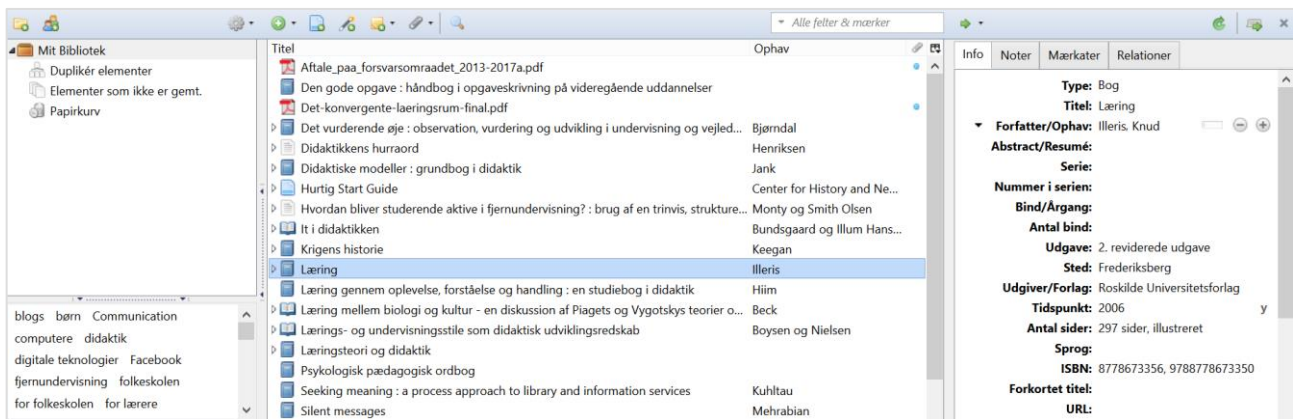 Alle felter & mærker
Mit Bibliotek
Duplikér elementer
Elementer som ikke er gemt.
Papirkurv
blogs børn Communication
computere didaktik
digitale teknologier Facebook
fjernundervisning folkeskolen
for folkeskolen for lærere
Titel Ophav
Aftale_paa_forsvarsomraadet_2013-2017a.pdf
Den gode opgave : håndbog i opgaveskrivning på videregående uddannelser
Det-konvergente-laeringsrum-final.pdf
Det vurderende øje : observation, vurdering og udvikling i undervisning og vejled... Bjørndal
Didaktikkens hurraord Henriksen
Didaktiske modeller : grundbog i didaktik Jank
Hurtig Start Guide Center for History and Ne...
Hvordan bliver studerende aktive i fjernundervisning? : brug af en trinvis, strukture... Monty og Smith Olsen
It i didaktikken Bundsgaard og Illum Hans...
Krigens historie Keegan
Læring Illeris
Læring gennem oplevelse, forståelse og handling : en studiebog i didaktik Hiim
Læring mellem biologi og kultur - en diskussion af Piagets og Vygotskys teorier o... Beck
Lærings- og undervisningsstile som didaktisk udviklingsredskab Boysen og Nielsen
Læringsteori og didaktik
Psykologisk pædagogisk ordbog
Seeking meaning : a process approach to library and information services Kuhltau
Silent messages Mehrabian
Info Noter Mærkater Relationer
Type: Bog
Titel: Læring
Forfatter/Ophav: Illeris, Knud
Abstract/Resumé:
Serie:
Nummer i serien:
Bind/Årgang:
Antal bind:
Udgave: 2. reviderede udgave
Sted: Frederiksberg
Udgiver/Forlag: Roskilde Universitetsforlag
Tidspunkt: 2006 y
Antal sider: 297 sider, illustreret
Sprog:
ISBN: 8778673356, 9788778673350
Forkortet titel:
URL: